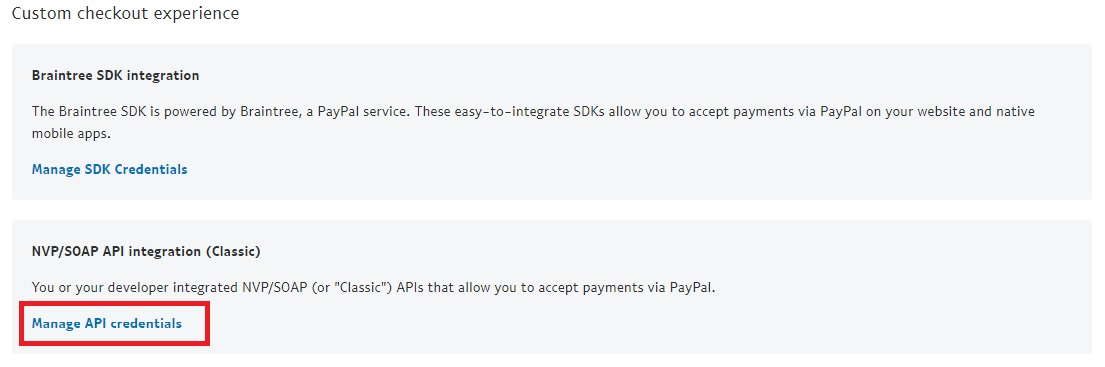 Custom checkout experience
Braintree SDK integration
The Braintree SDK is powered by Braintree, a PayPal service. These easy-to-integrate SDKs allow you to accept payments via PayPal on your website and native
mobile apps.
Manage SDK Credentials
NVP/SOAP API integration (Classic)
You or your developer integrated NVP/SOAP (or "Classic") APIs that allow you to accept payments via PayPal.
Manage API credentials